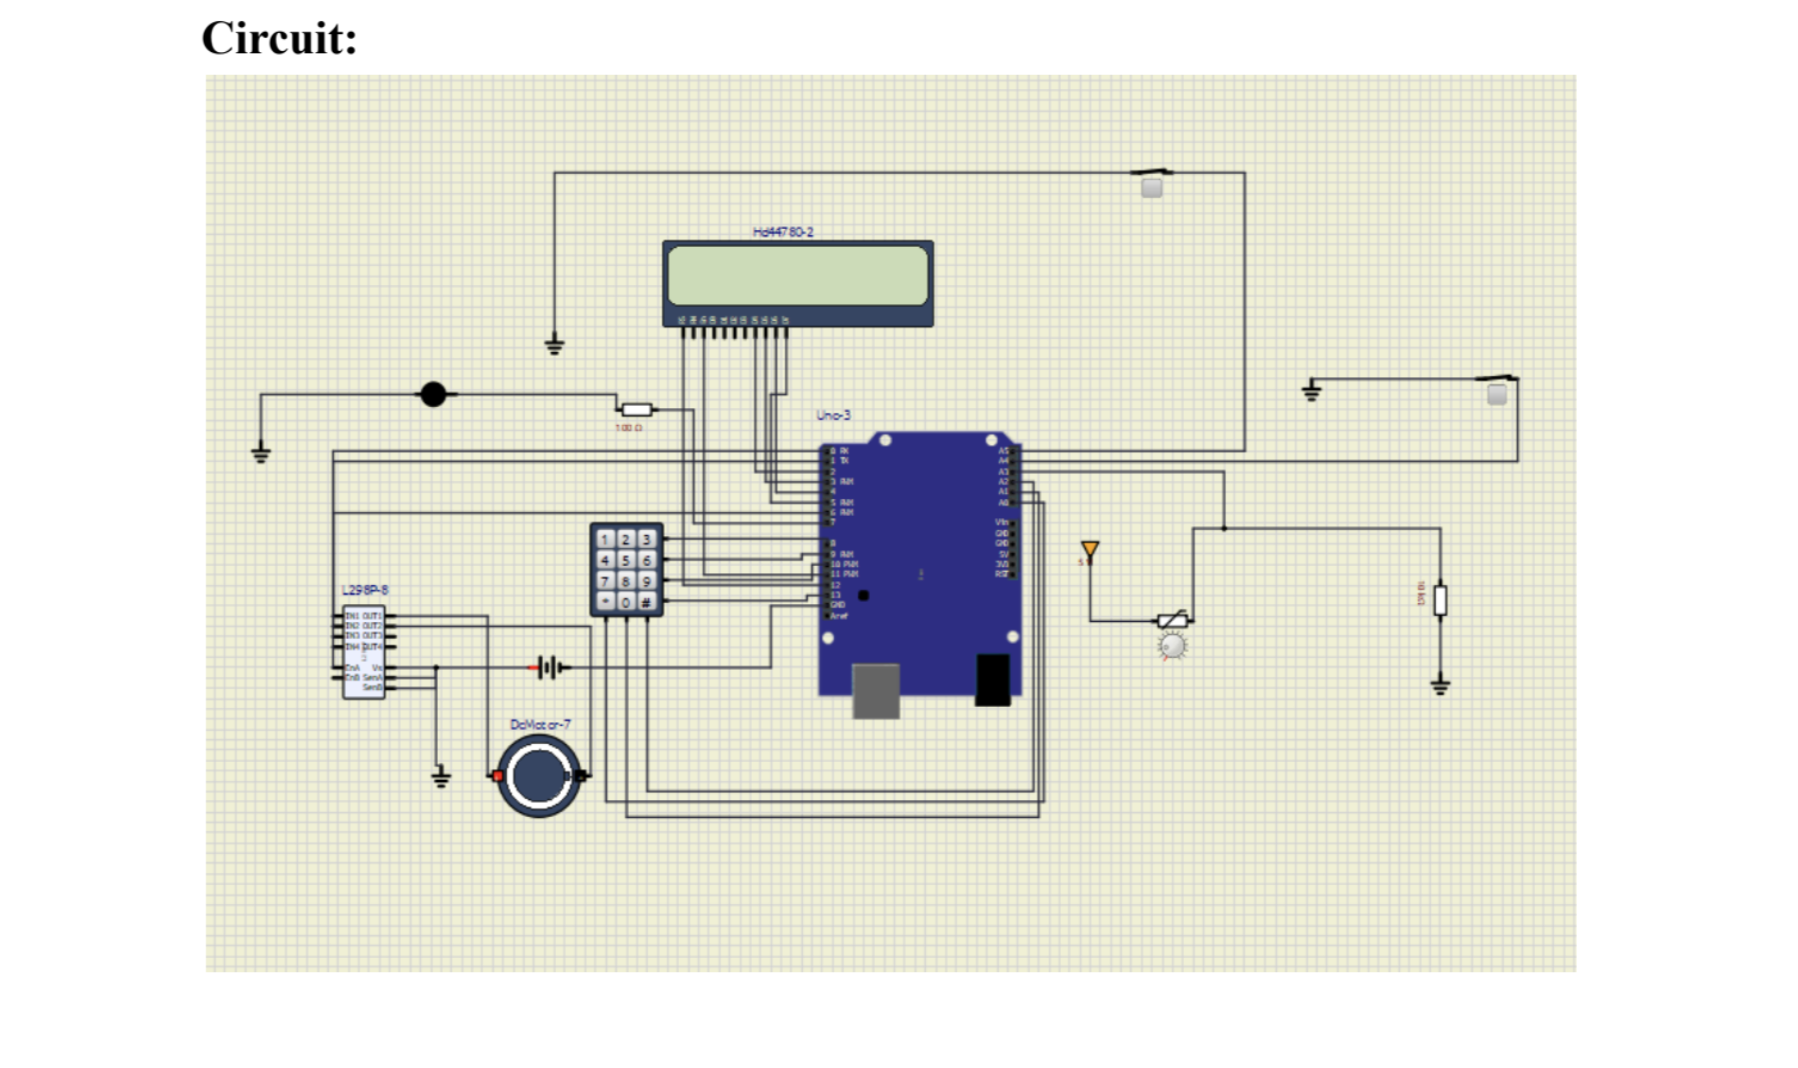 Circuit:
Hd44780-2
100 Ω
Uno-3
0 RX
1 TX
2
3 PWM
4
5 PWM
6 PWM
7
8
9 PWM
10 PWM
11 PWM
12
13
GND
Aref
A5
A4
A3
A2
A1
A0
Vin
GND
GND
5V
3V3
RST
1 2 3
4 5 6
7 8 9
* 0 #
L298P-8
IN1 OUT1
IN2 OUT2
IN3 OUT3
IN4 OUT4
EnA Vs
EnB SenA
SenB
DcMotor-7
10 kΩ